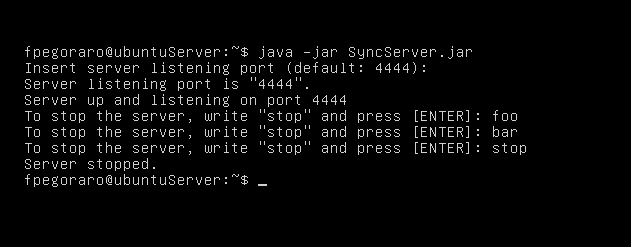 fpegoraro@ubuntuServer:~$ java -jar SyncServer.jar
Insert server listening port (default: 4444):
Server listening port is "4444".
Server up and listening on port 4444
To stop the server, write "stop" and press [ENTER]: foo
To stop the server, write "stop" and press [ENTER]: bar
To stop the server, write "stop" and press [ENTER]: stop
Server stopped.
fpegoraro@ubuntuServer:~$ _